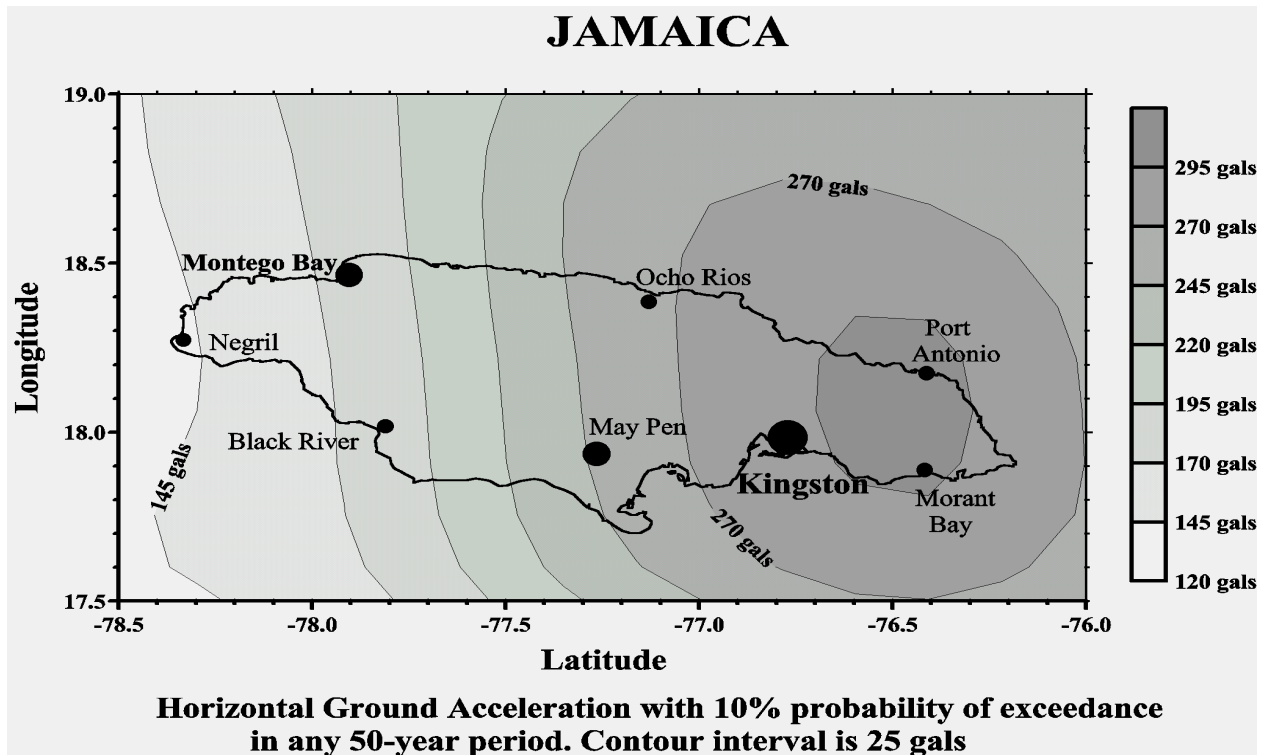 JAMAICA
19.0
18.5
18.0
17.5
Longitude
-78.5
-78.0
-77.5
-77.0
-76.5
-76.0
Latitude
270 gals
Montego Bay
Ocho Rios
Negril
Port
Antonio
May Pen
Black River
145 gals
Kingston
Morant
Bay
270 gals
295 gals
270 gals
245 gals
220 gals
195 gals
170 gals
145 gals
120 gals
Horizontal Ground Acceleration with 10% probability of exceedance
in any 50-year period. Contour interval is 25 gals